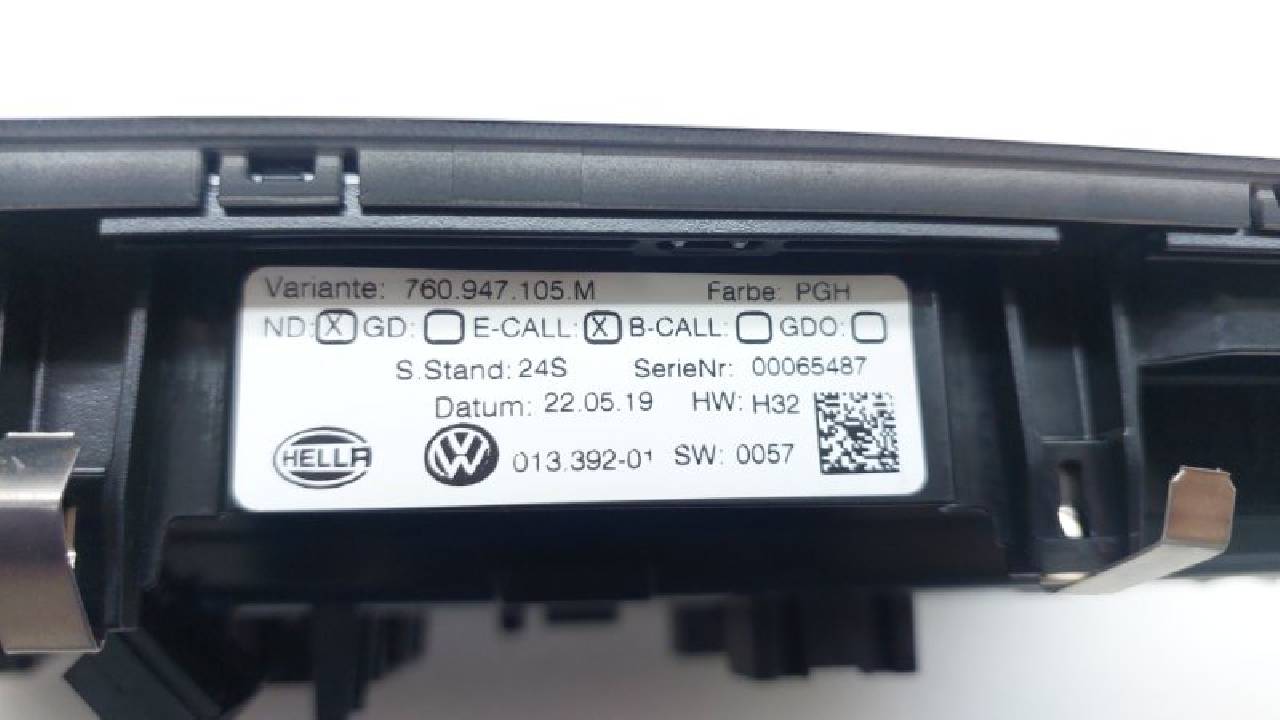 Variante: 760.947.105.M Farbe: PGH
ND: X GD: E-CALL: X B-CALL: GDO:
S.Stand: 24S SerieNr: 00065487
Datum: 22.05.19 HW: H32
HELLA VW 013.392-01 SW: 0057